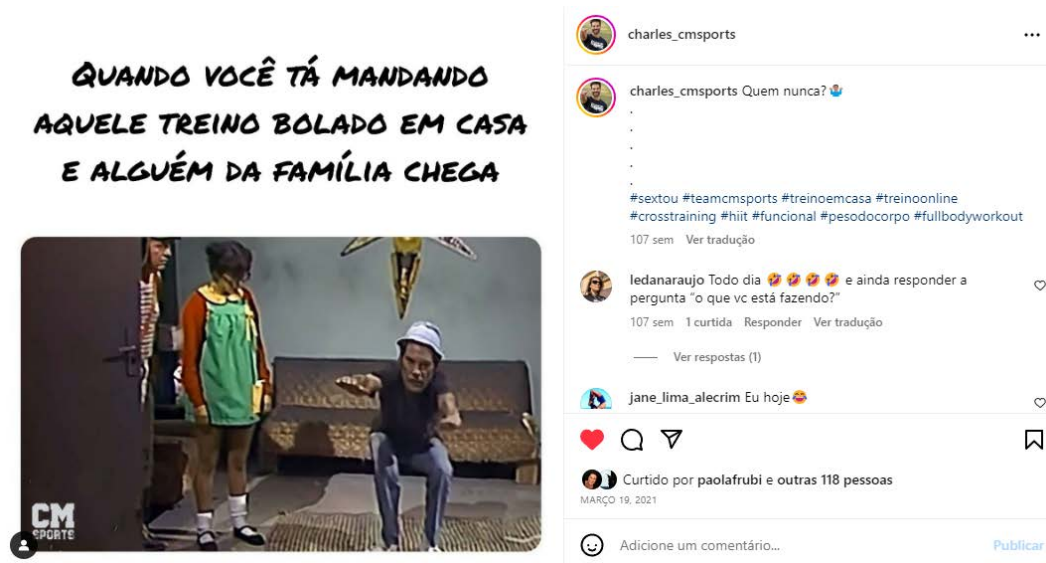 QUANDO VOCÊ TÁ MANDANDO
AQUELE TREINO BOLADO EM CASA
E ALGUÉM DA FAMÍLIA CHEGA
CM
SPORTS
charles_cmsports
charles_cmsports Quem nunca?🤷🏻‍♂️
.
.
.
.
.
#sextou #teamcmsports #treinoemcasa #treinoonline
#crosstraining #hiit #funcional #pesodocorpo #fullbodyworkout
107 sem Ver tradução
ledanaraujo Todo dia 🤣🤣🤣🤣 e ainda responder a
pergunta “o que vc está fazendo?”
107 sem 1 curtida Responder Ver tradução
Ver respostas (1)
jane_lima_alecrim Eu hoje😂
Curtido por paolafrubi e outras 118 pessoas
MARÇO 19, 2021
Adicione um comentário... Publicar